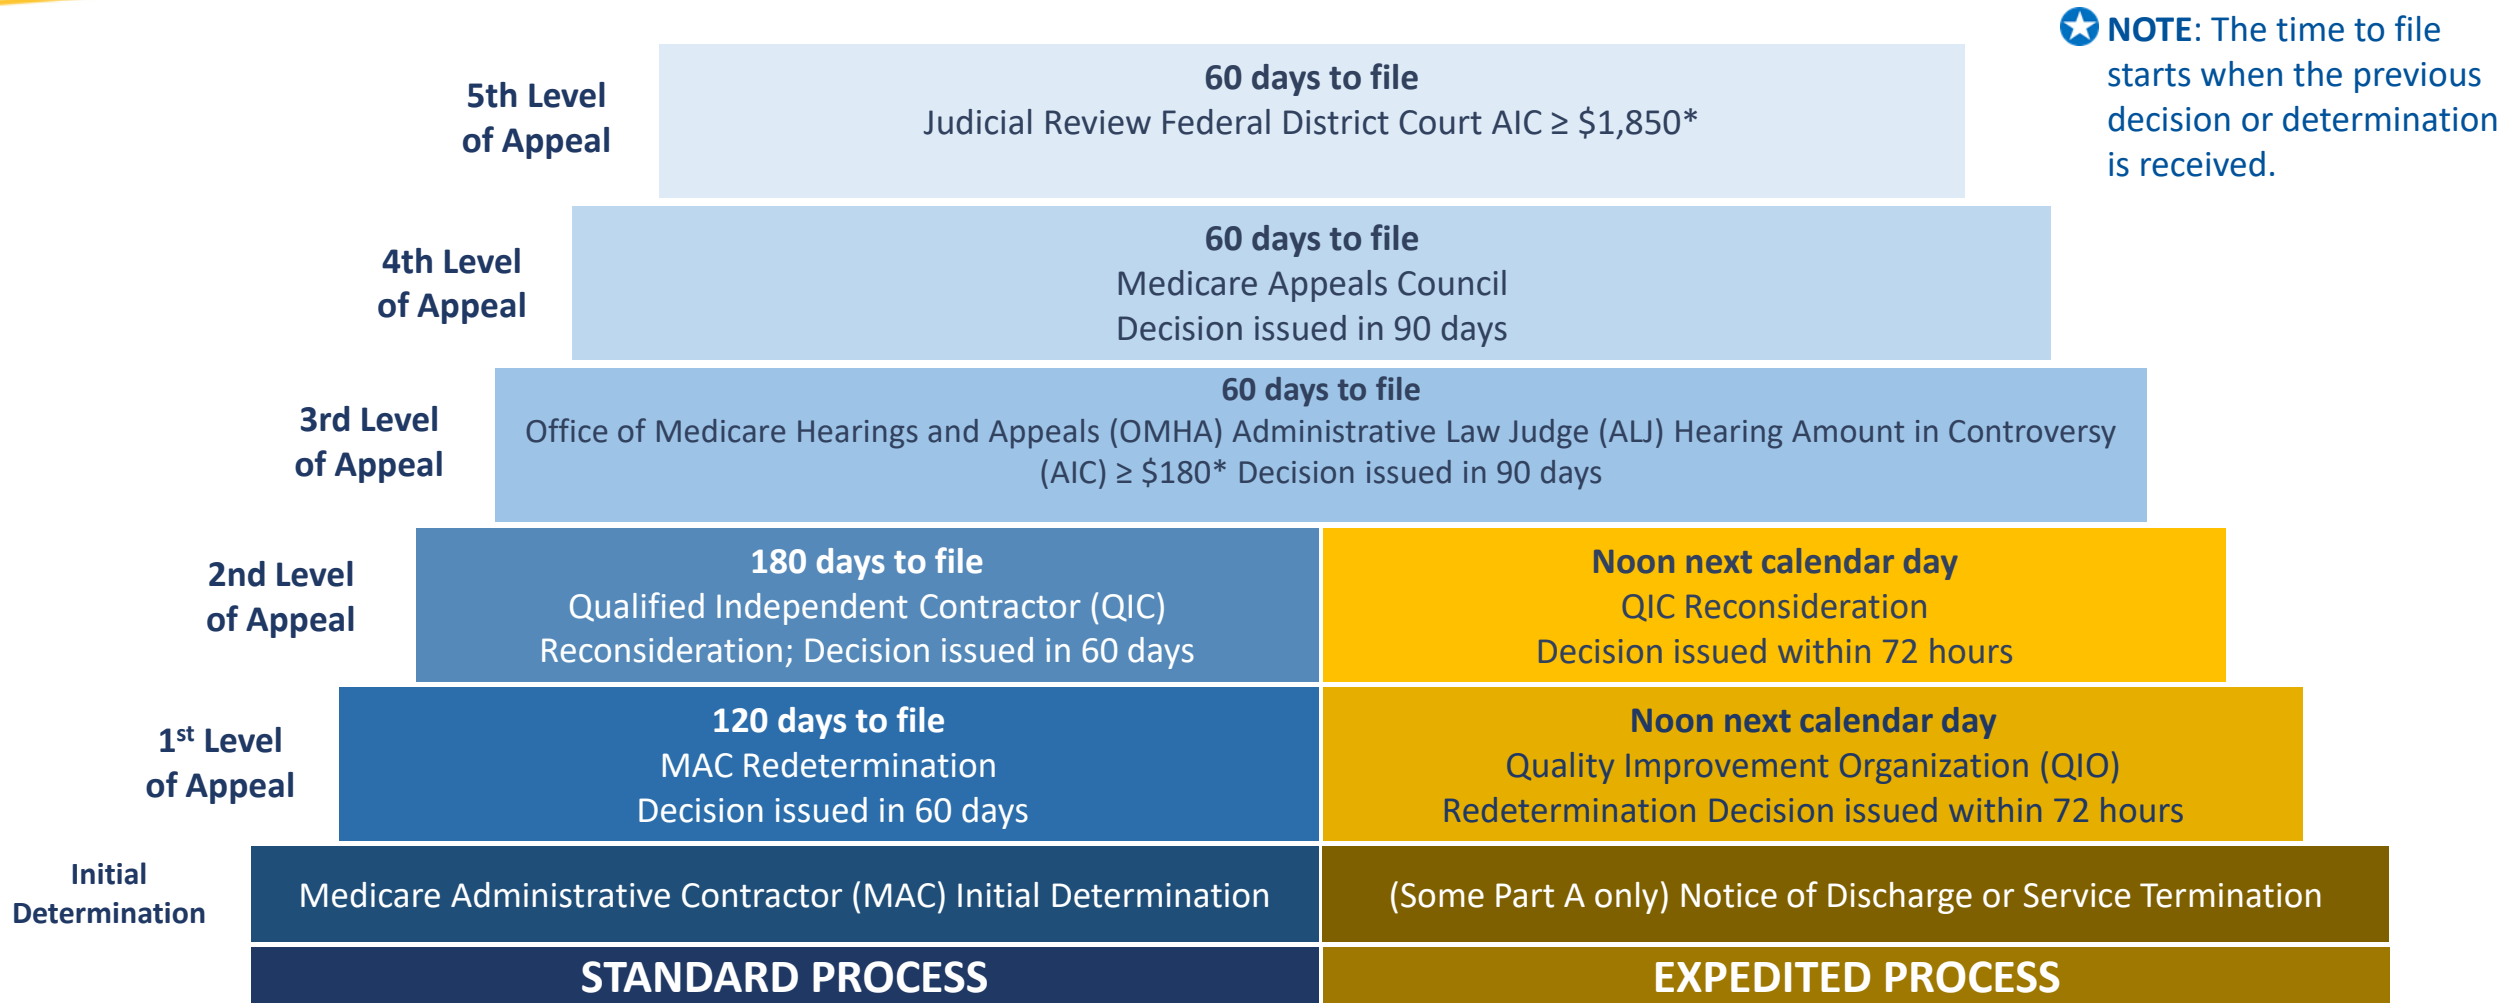 NOTE: The time to file
starts when the previous
decision or determination
is received.
5th Level
of Appeal
60 days to file
Judicial Review Federal District Court AIC ≥ $1,850*
4th Level
of Appeal
60 days to file
Medicare Appeals Council
Decision issued in 90 days
3rd Level
of Appeal
60 days to file
Office of Medicare Hearings and Appeals (OMHA) Administrative Law Judge (ALJ) Hearing Amount in Controversy
(AIC) ≥ $180* Decision issued in 90 days
2nd Level
of Appeal
180 days to file
Qualified Independent Contractor (QIC)
Reconsideration; Decision issued in 60 days
Noon next calendar day
QIC Reconsideration
Decision issued within 72 hours
1st Level
of Appeal
120 days to file
MAC Redetermination
Decision issued in 60 days
Noon next calendar day
Quality Improvement Organization (QIO)
Redetermination Decision issued within 72 hours
Initial
Determination
Medicare Administrative Contractor (MAC) Initial Determination
(Some Part A only) Notice of Discharge or Service Termination
STANDARD PROCESS
EXPEDITED PROCESS